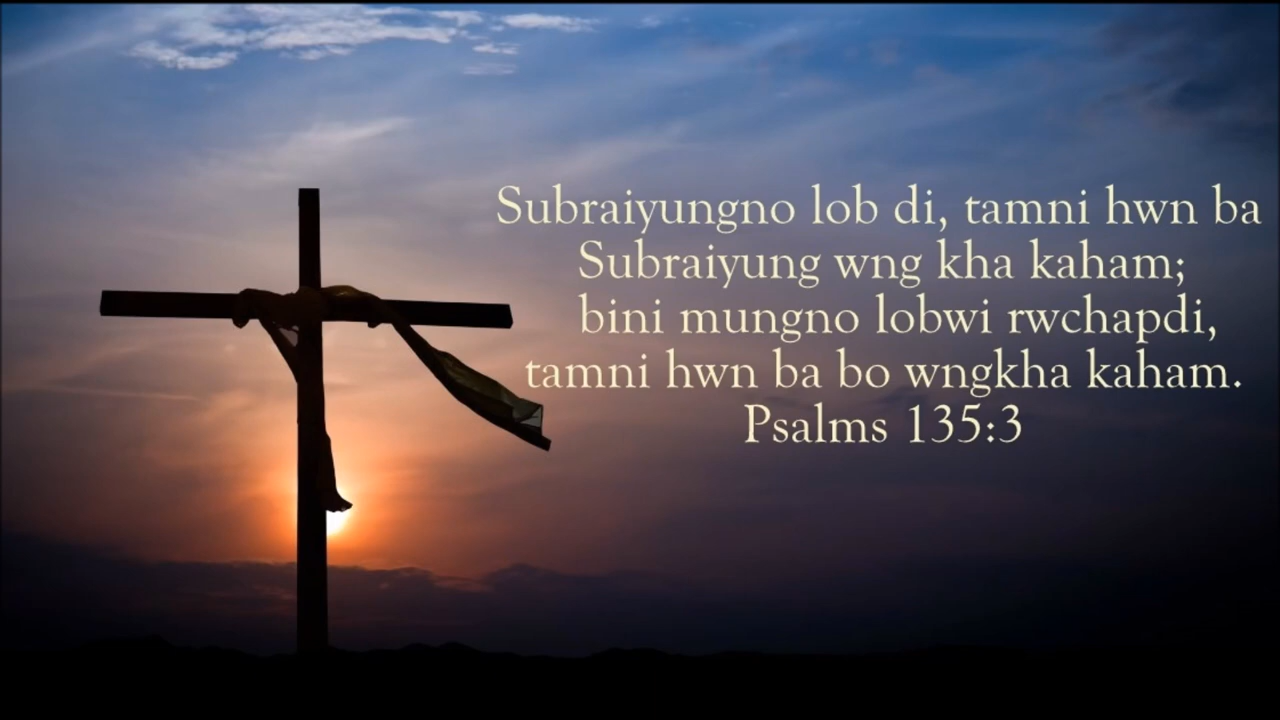 Subraiyungno lob di, tamni hwn ba
Subraiyung wng kha kaham;
bini mungno lobwi rwchapdi,
tamni hwn ba bo wngkha kaham.
Psalms 135:3